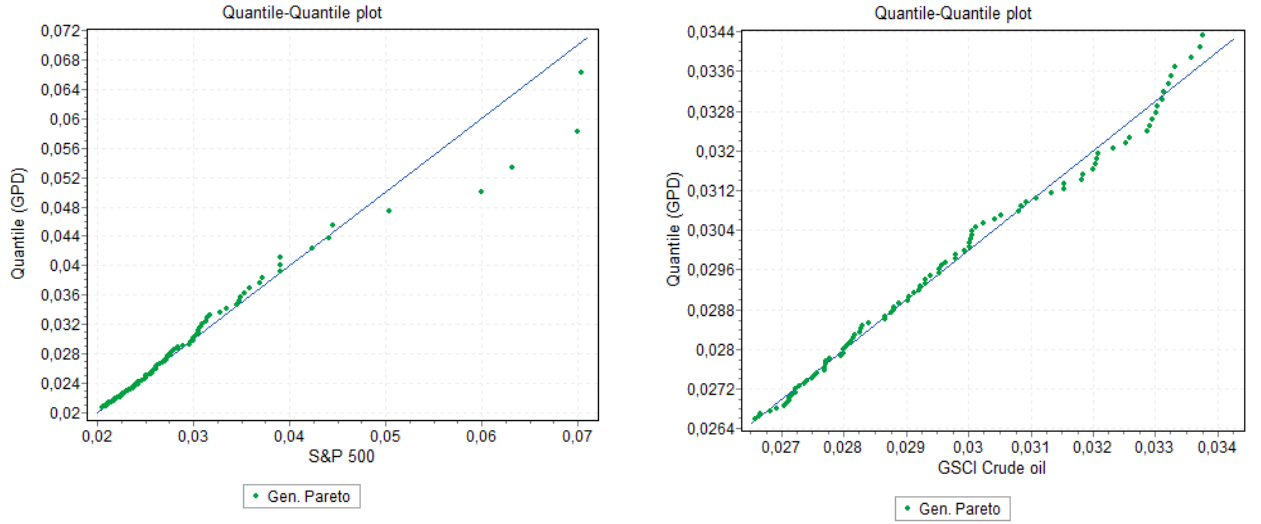 Quantile-Quantile plot
Quantile (GPD)
0,072
0,068
0,064
0,06
0,056
0,052
0,048
0,044
0,04
0,036
0,032
0,028
0,024
0,02
0,02 0,03 0,04 0,05 0,06 0,07
S&P 500
Gen. Pareto
Quantile-Quantile plot
Quantile (GPD)
0,0344
0,0336
0,0328
0,032
0,0312
0,0304
0,0296
0,0288
0,028
0,0272
0,0264
0,027 0,028 0,029 0,03 0,031 0,032 0,033 0,034
GSCI Crude oil
Gen. Pareto